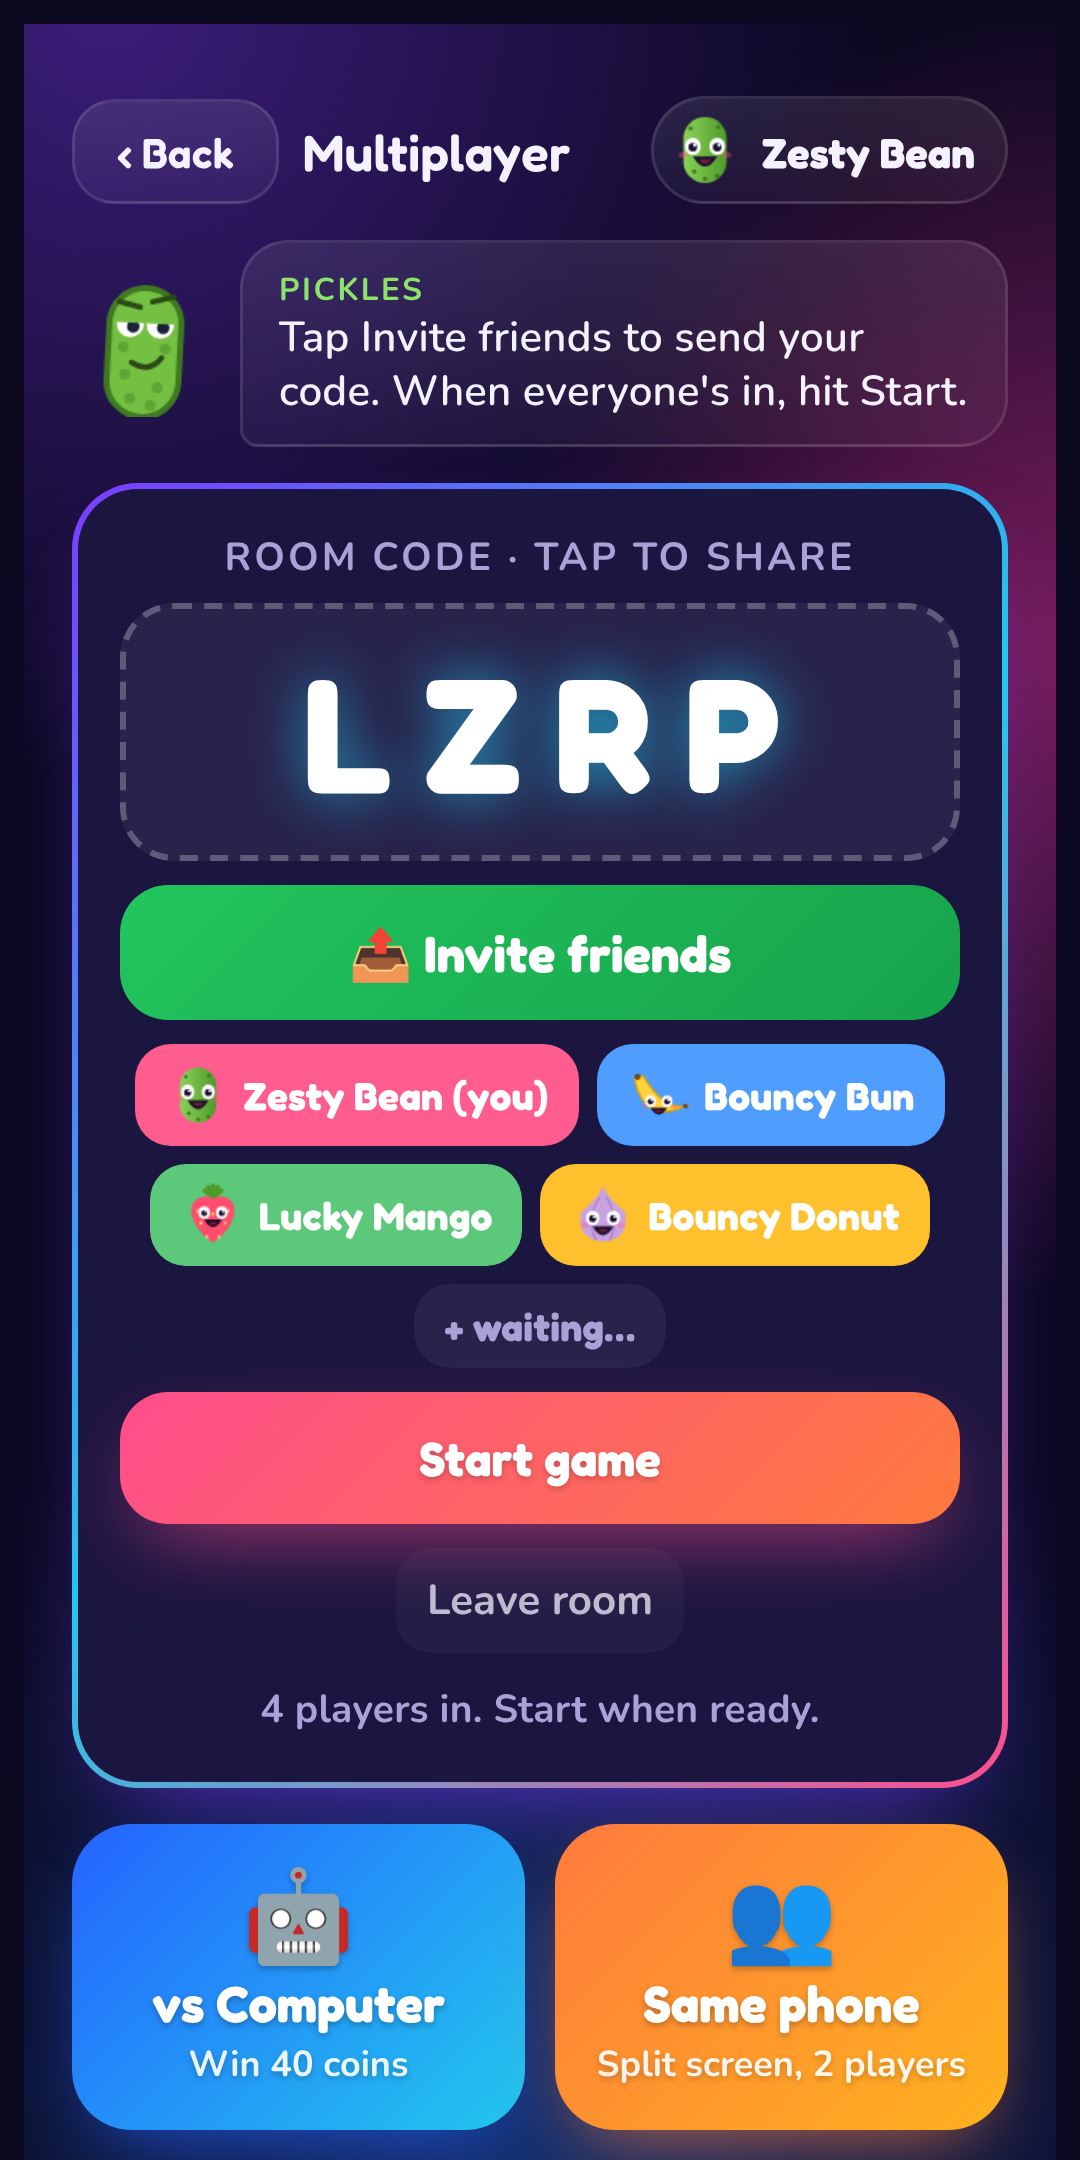 ‹ Back
Multiplayer
Zesty Bean
PICKLES
Tap Invite friends to send your
code. When everyone's in, hit Start.
ROOM CODE · TAP TO SHARE
LZRP
Invite friends
Zesty Bean (you)
Bouncy Bun
Lucky Mango
Bouncy Donut
+ waiting...
Start game
Leave room
4 players in. Start when ready.
vs Computer
Win 40 coins
Same phone
Split screen, 2 players